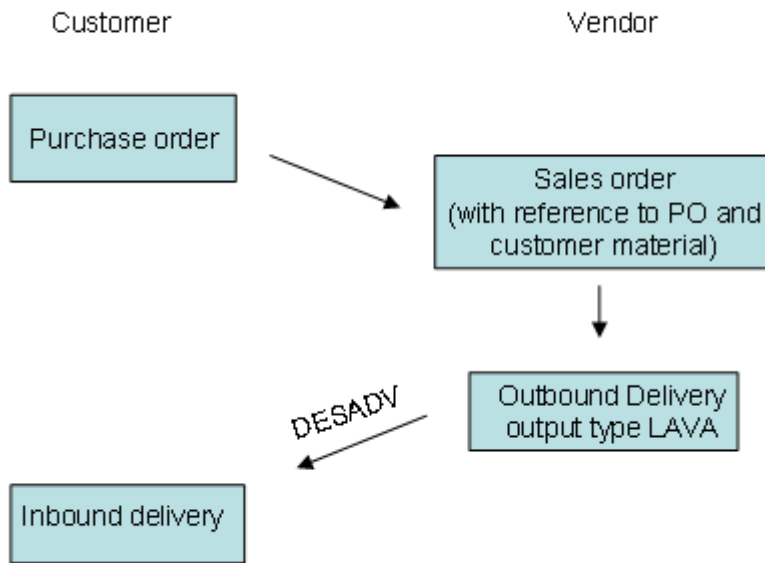 Customer
Vendor
Purchase order
Sales order
(with reference to PO and
customer material)
Outbound Delivery
output type LAVA
DESADV
Inbound delivery